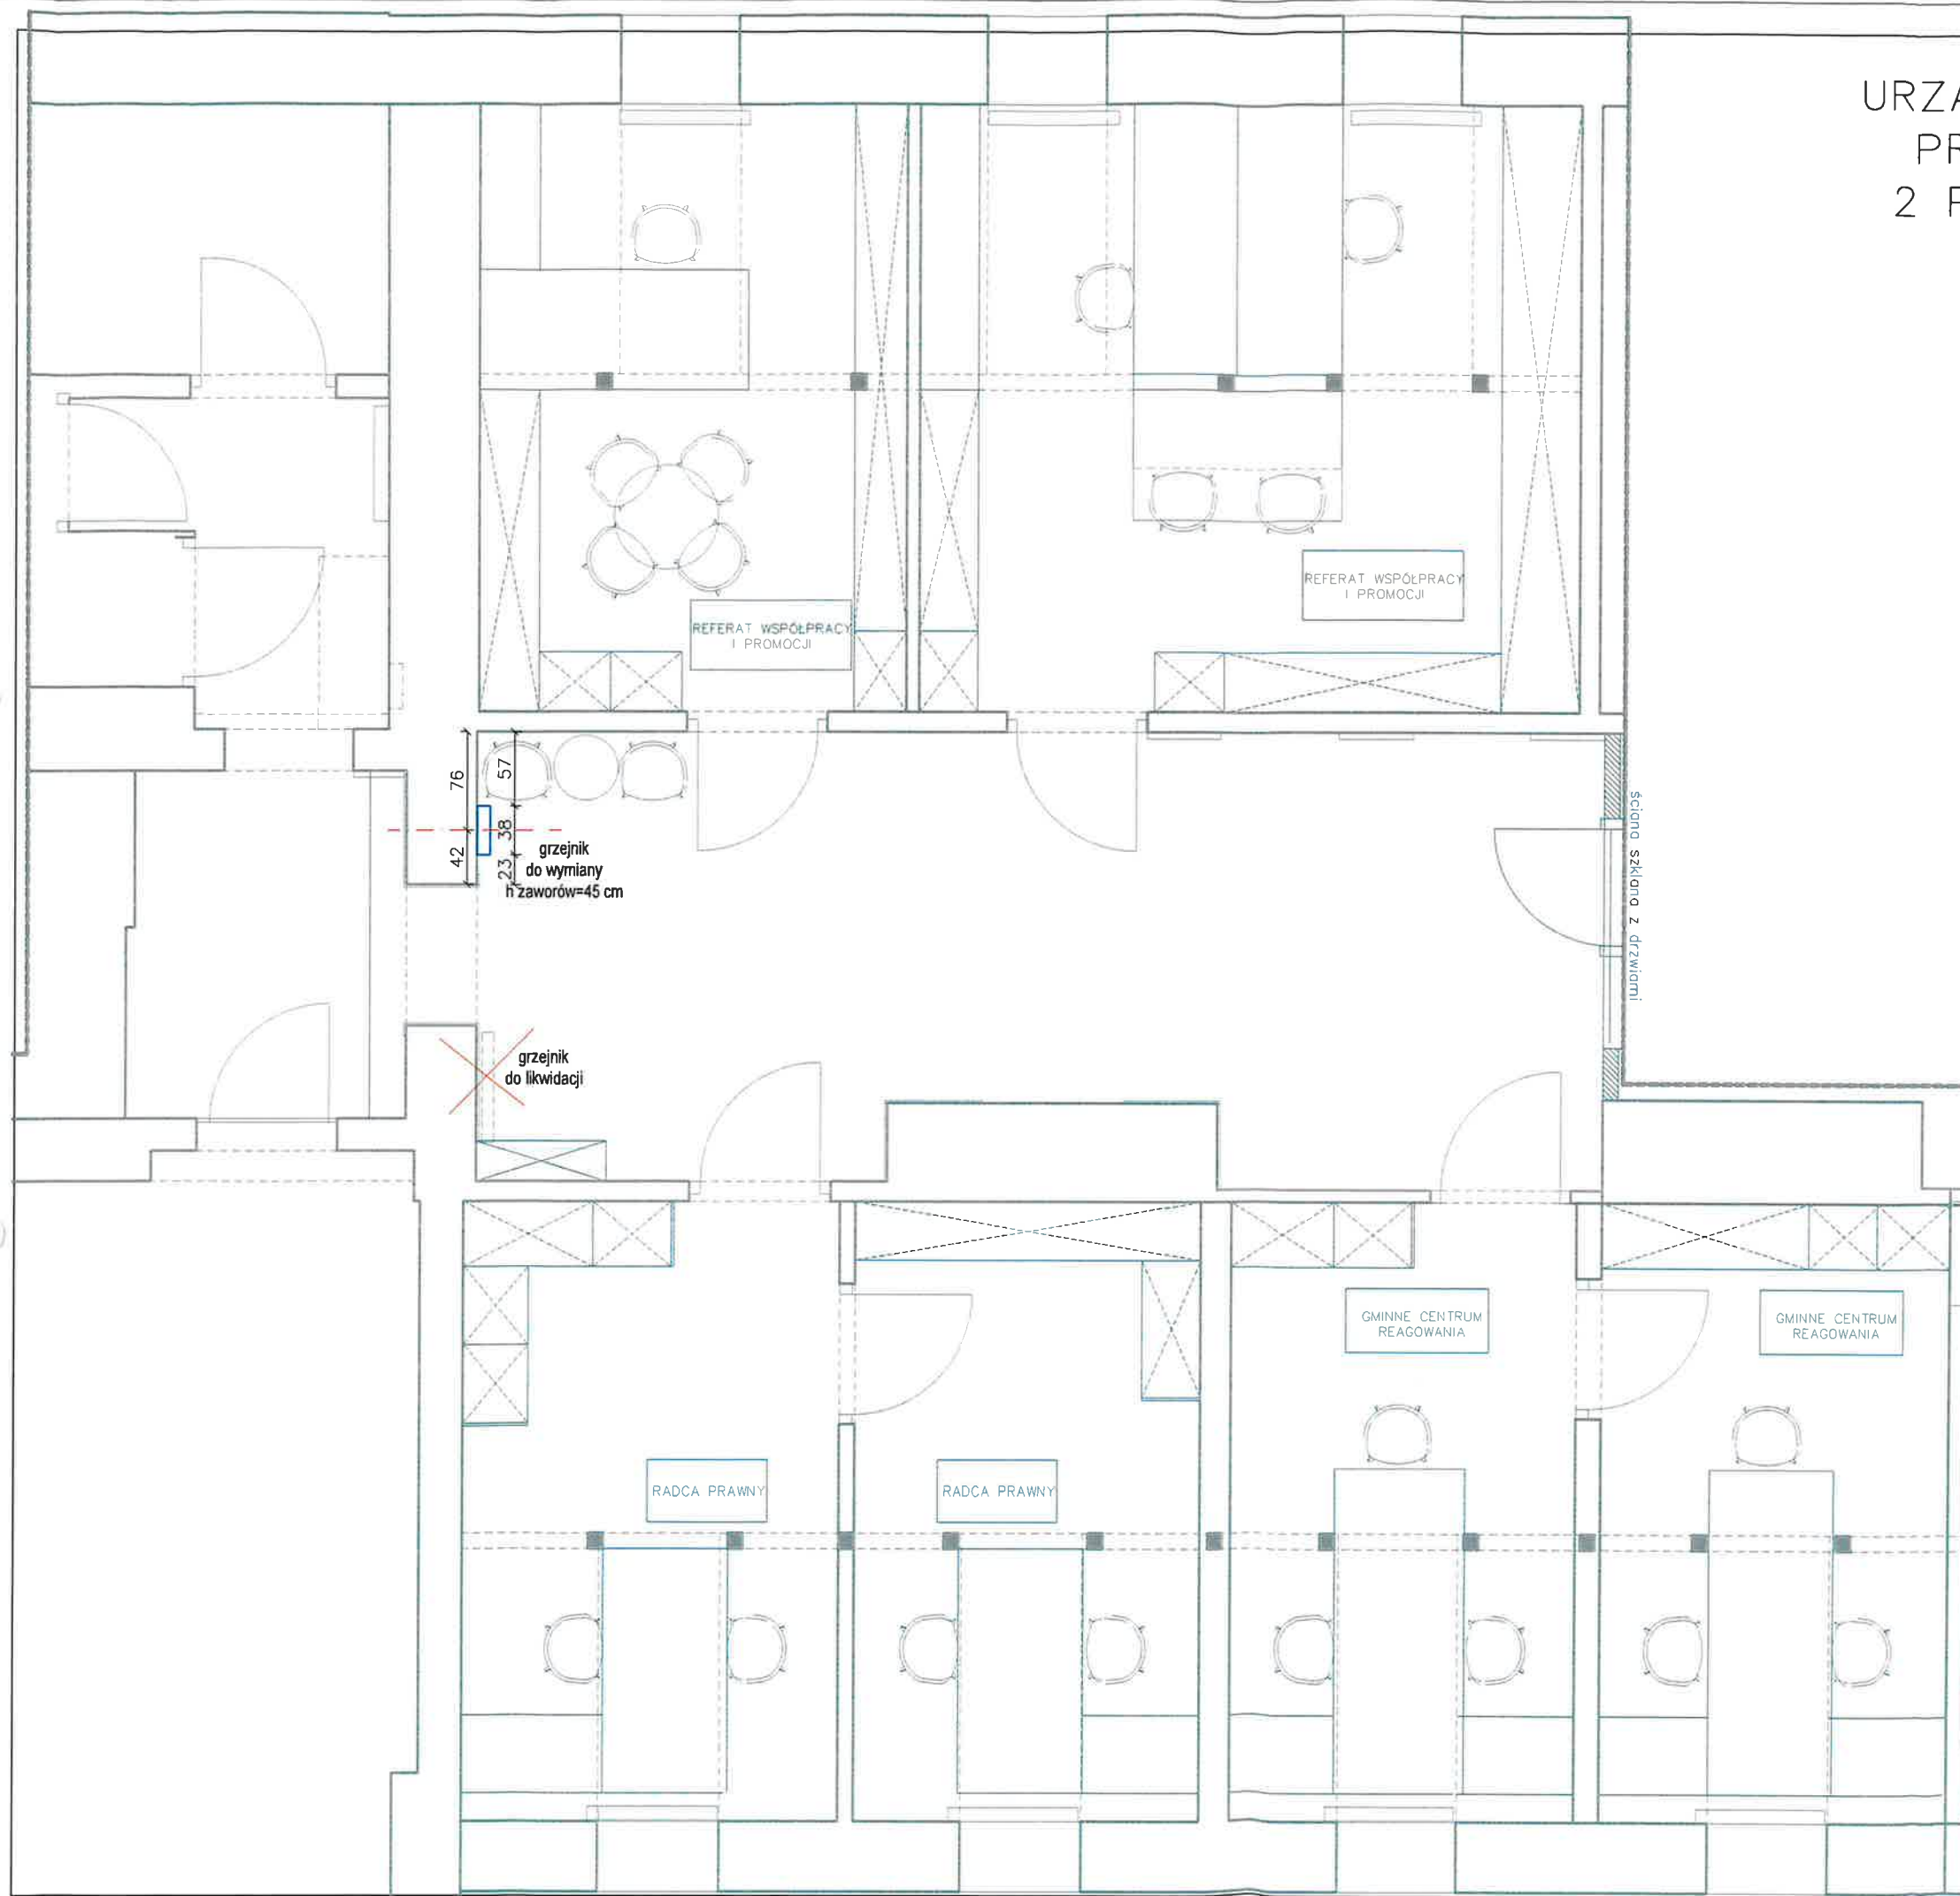 URZA
PR
2 P
REFERAT WSPÓŁPRACY
I PROMOCJI
REFERAT WSPÓŁPRACY
I PROMOCJI
76
57
42
38
23
grzejnik
do wymiany
h zaworów=45 cm
ściana szklana z drzwiami
grzejnik
do likwidacji
GMINNE CENTRUM
REAGOWANIA
GMINNE CENTRUM
REAGOWANIA
RADCA PRAWNY
RADCA PRAWNY